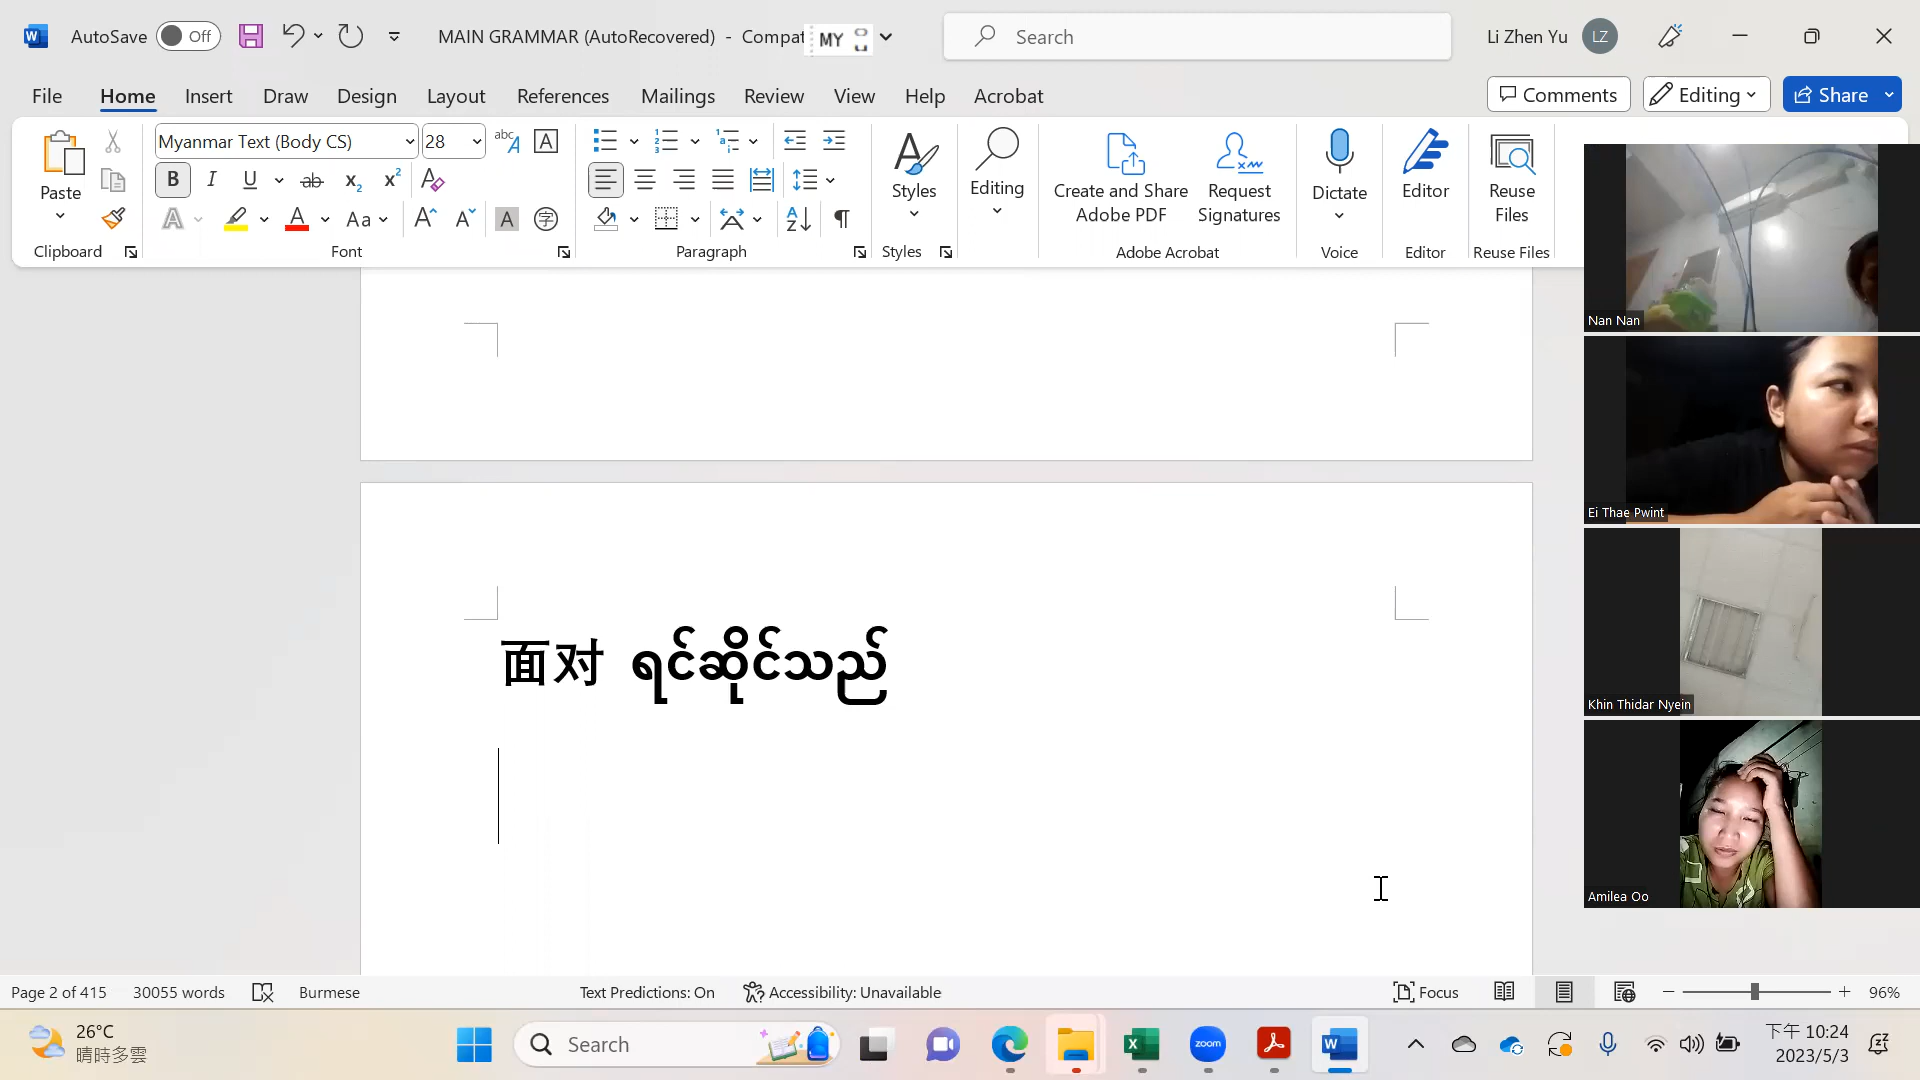 AutoSave Off MAIN GRAMMAR (AutoRecovered) - Compat MY Search Li Zhen Yu LZ
File Home Insert Draw Design Layout References Mailings Review View Help Acrobat Comments Editing Share
Myanmar Text (Body CS) 28
Paste
Styles
Editing
Create and Share Adobe PDF
Request Signatures
Dictate
Editor
Reuse Files
Clipboard Font Paragraph Styles Adobe Acrobat Voice Editor Reuse Files
Nan Nan
Ei Thae Pwint
面对 ရင်ဆိုင်သည်
Khin Thidar Nyein
Amilea Oo
Page 2 of 415 30055 words Burmese Text Predictions: On Accessibility: Unavailable Focus 96%
26°C
晴時多雲
Search
zoom
下午 10:24
2023/5/3